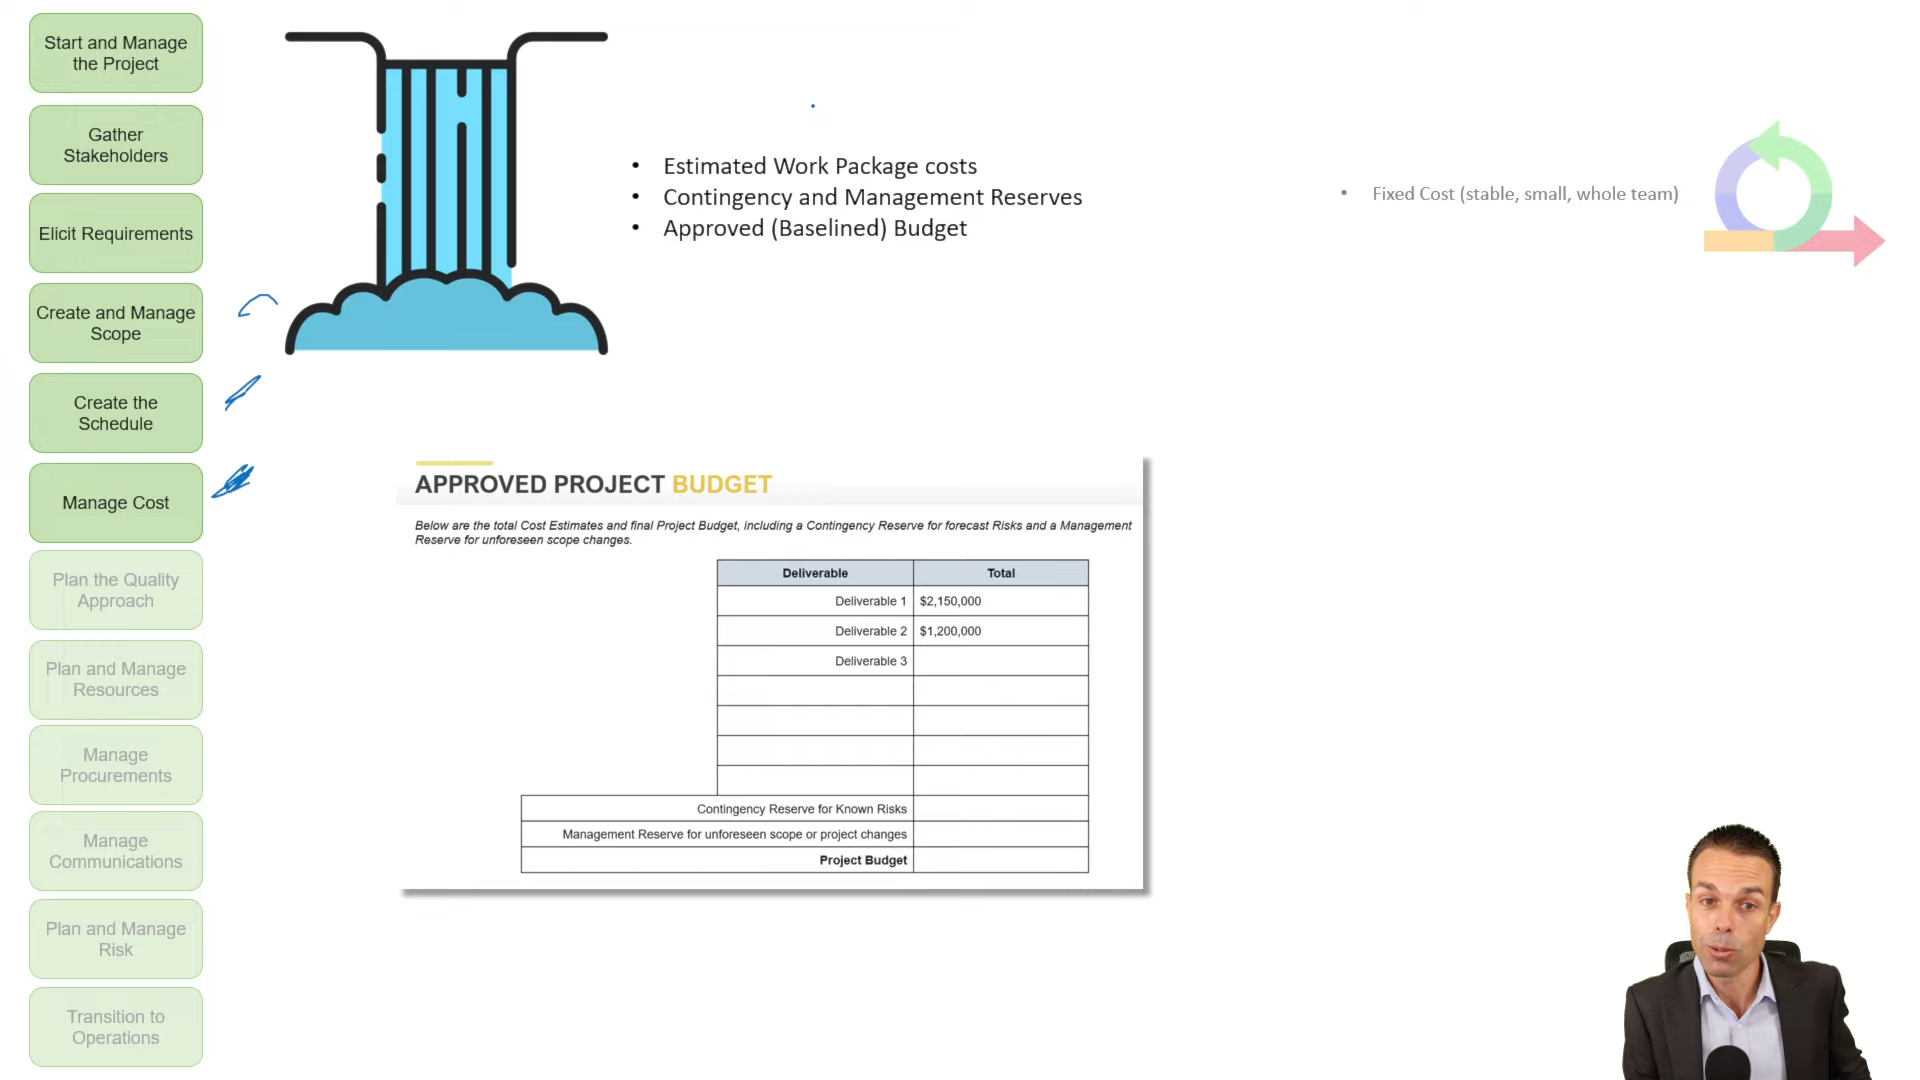 Start and Manage
the Project
Gather
Stakeholders
Elicit Requirements
Create and Manage
Scope
Create the
Schedule
Manage Cost
Plan the Quality
Approach
Plan and Manage
Resources
Manage
Procurements
Manage
Communications
Plan and Manage
Risk
Transition to
Operations
• Estimated Work Package costs
• Contingency and Management Reserves
• Approved (Baselined) Budget
• Fixed Cost (stable, small, whole team)
APPROVED PROJECT BUDGET
Below are the total Cost Estimates and final Project Budget, including a Contingency Reserve for forecast Risks and a Management
Reserve for unforeseen scope changes.
Deliverable Total
Deliverable 1 $2,150,000
Deliverable 2 $1,200,000
Deliverable 3
Contingency Reserve for Known Risks
Management Reserve for unforeseen scope or project changes
Project Budget